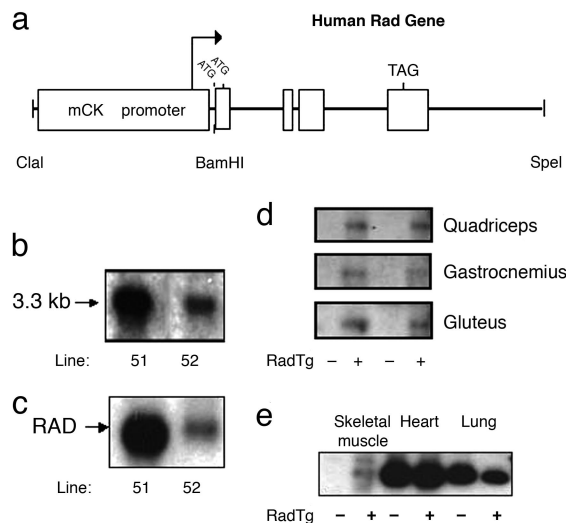 a
Human Rad Gene
ATG ATG
TAG
mCK promoter
ClaI BamHI SpeI
b
3.3 kb
Line: 51 52
c
RAD
Line: 51 52
d
Quadriceps
Gastrocnemius
Gluteus
RadTg – + – +
e
Skeletal muscle Heart Lung
RadTg – + – + – +